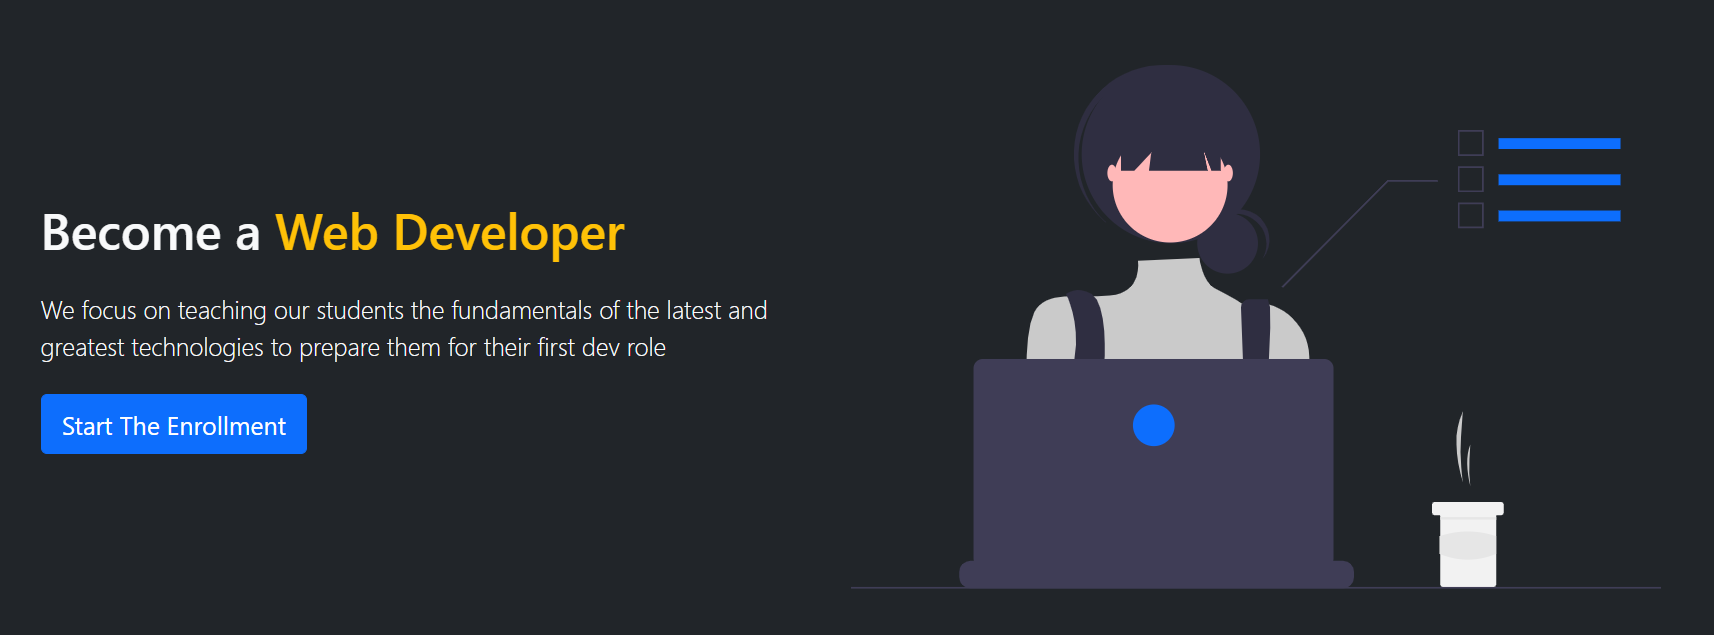 Become a Web Developer
We focus on teaching our students the fundamentals of the latest and
greatest technologies to prepare them for their first dev role
Start The Enrollment